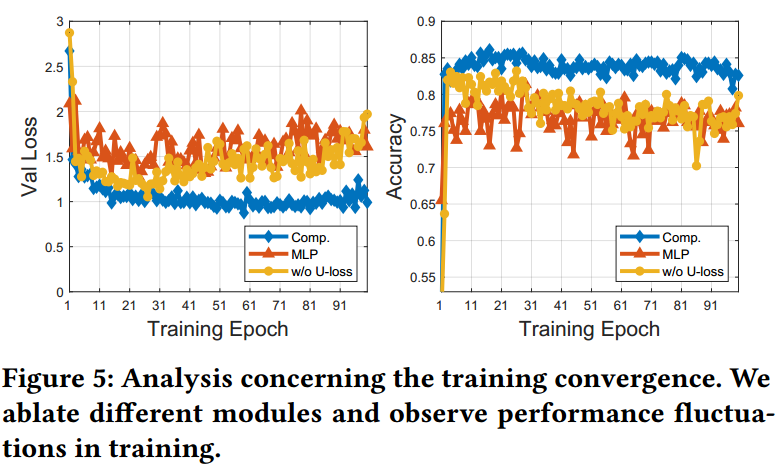 3
2.5
2
1.5
1
0.5
0
Val Loss
1 11 21 31 41 51 61 71 81 91
Training Epoch
Comp.
MLP
w/o U-loss
0.9
0.85
0.8
0.75
0.7
0.65
0.6
0.55
Accuracy
1 11 21 31 41 51 61 71 81 91
Training Epoch
Comp.
MLP
w/o U-loss
Figure 5: Analysis concerning the training convergence. We
ablate different modules and observe performance fluctua-
tions in training.